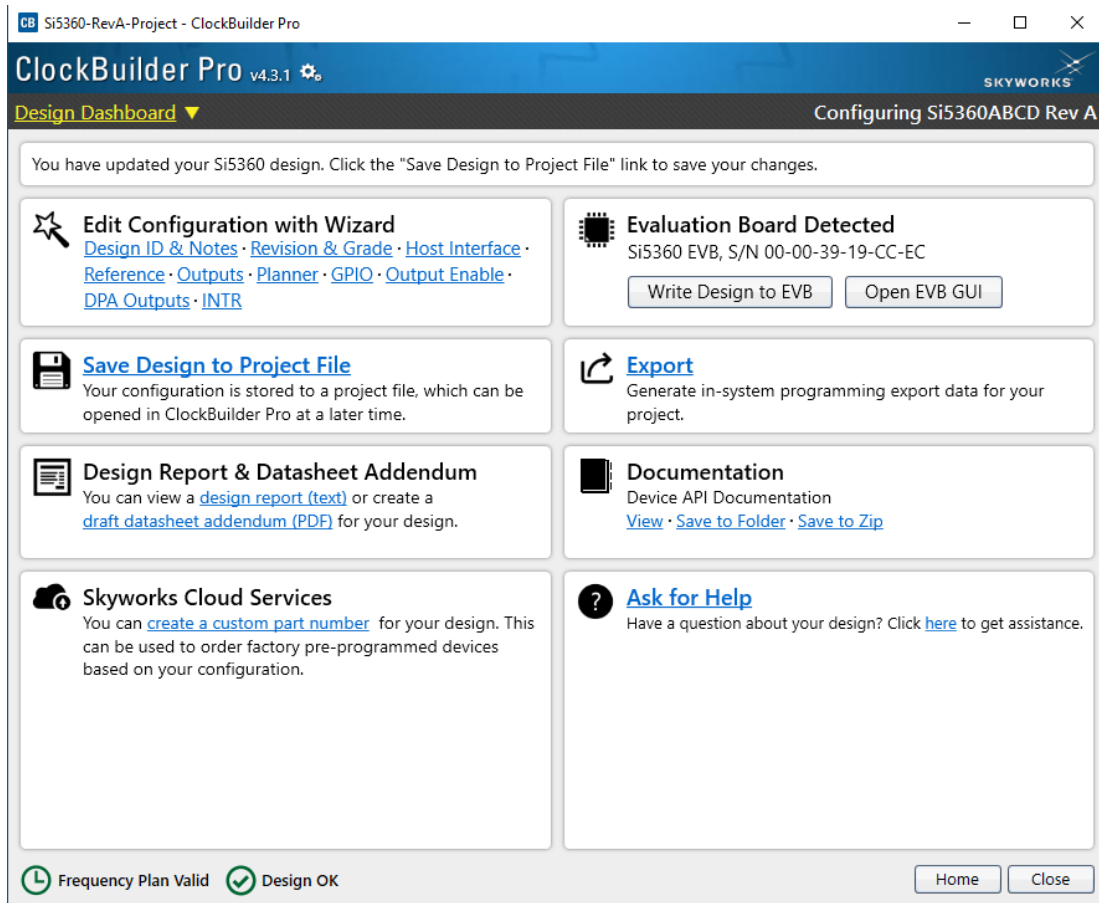 CB Si5360-RevA-Project - ClockBuilder Pro
ClockBuilder Pro v4.3.1
SKYWORKS
Design Dashboard ▼
Configuring Si5360ABCD Rev A
You have updated your Si5360 design. Click the "Save Design to Project File" link to save your changes.
Edit Configuration with Wizard
Design ID & Notes · Revision & Grade · Host Interface ·
Reference · Outputs · Planner · GPIO · Output Enable ·
DPA Outputs · INTR
Evaluation Board Detected
Si5360 EVB, S/N 00-00-39-19-CC-EC
Write Design to EVB
Open EVB GUI
Save Design to Project File
Your configuration is stored to a project file, which can be
opened in ClockBuilder Pro at a later time.
Export
Generate in-system programming export data for your
project.
Design Report & Datasheet Addendum
You can view a design report (text) or create a
draft datasheet addendum (PDF) for your design.
Documentation
Device API Documentation
View · Save to Folder · Save to Zip
Skyworks Cloud Services
You can create a custom part number for your design. This
can be used to order factory pre-programmed devices
based on your configuration.
?
Ask for Help
Have a question about your design? Click here to get assistance.
Frequency Plan Valid
Design OK
Home
Close